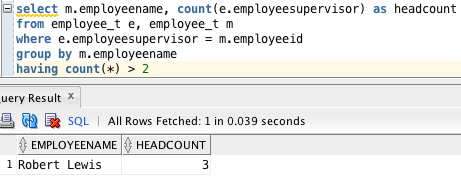 select m.employeename, count(e.employeesupervisor) as headcount
from employee_t e, employee_t m
where e.employeesupervisor = m.employeeid
group by m.employeename
having count(*) > 2
uery Result x
SQL | All Rows Fetched: 1 in 0.039 seconds
EMPLOYEENAME HEADCOUNT
1 Robert Lewis 3